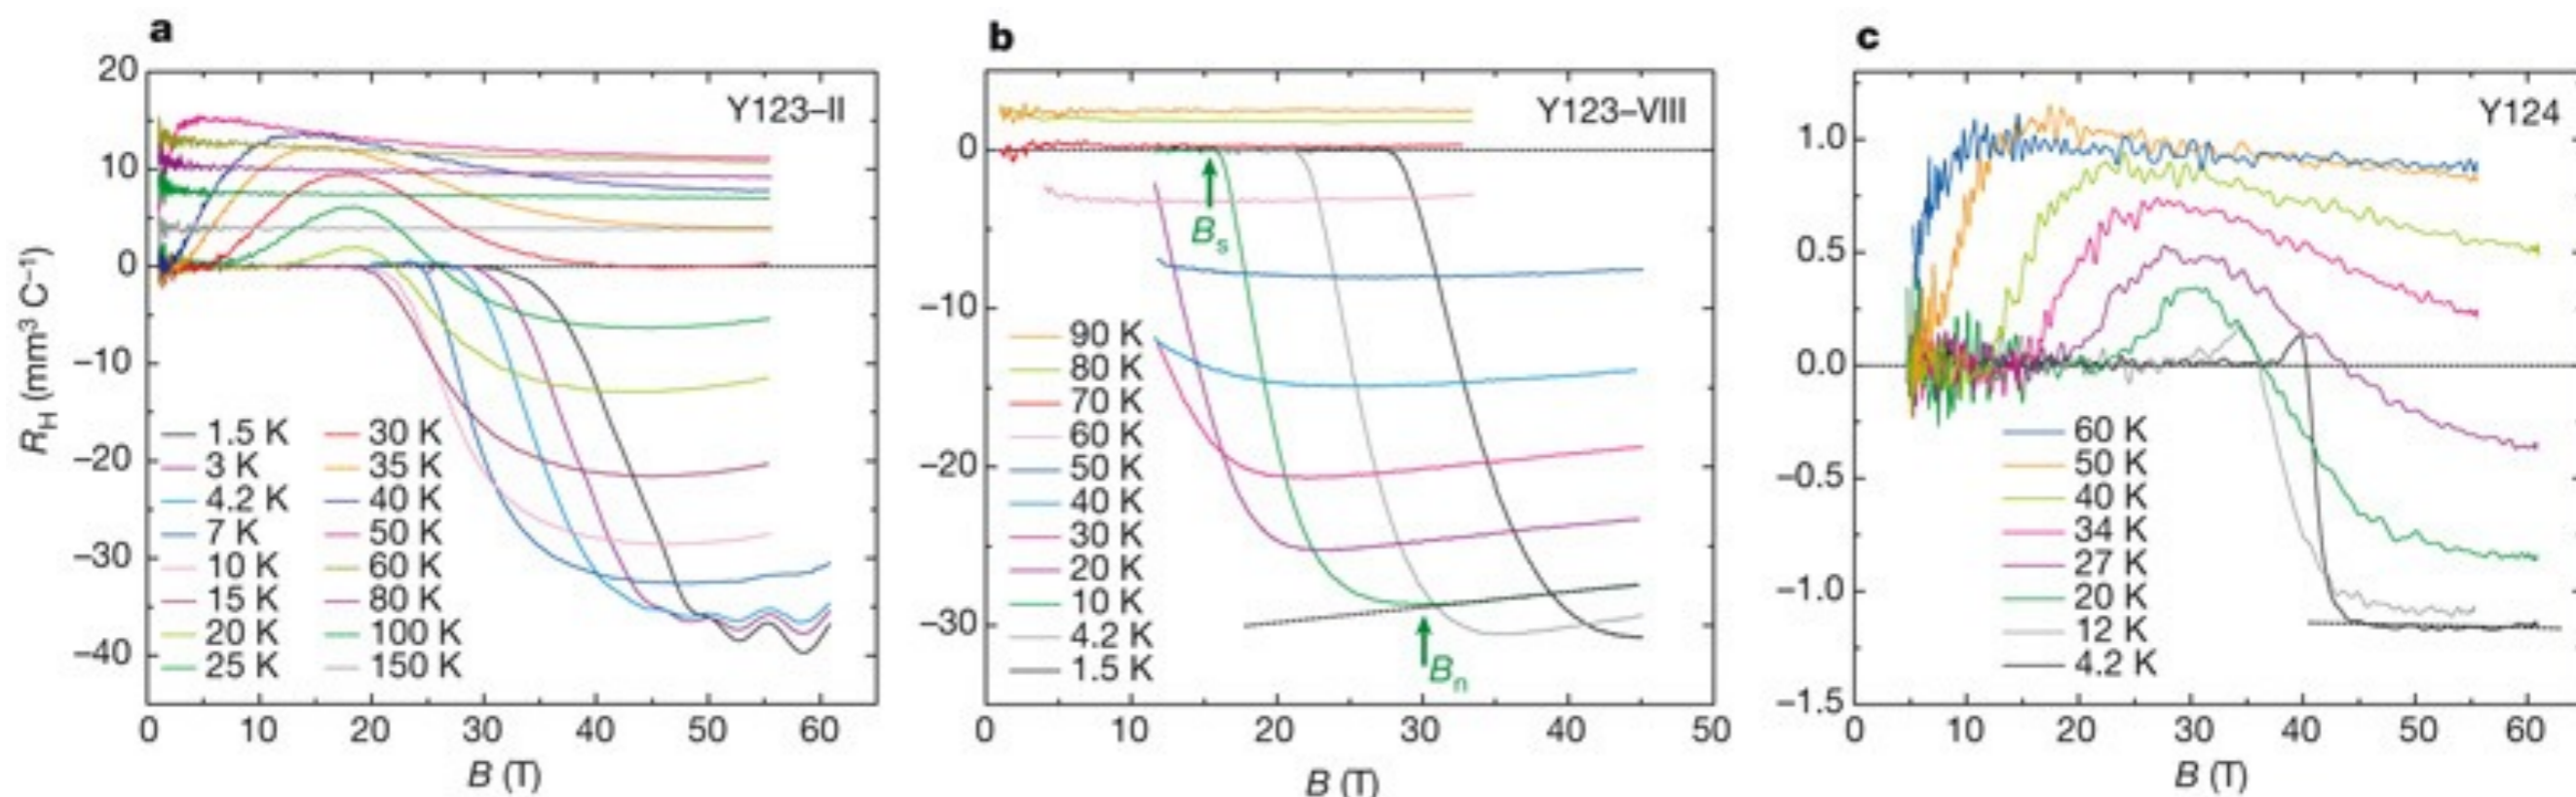 a
Y123–II
R_H (mm³ C⁻¹)
20
10
0
–10
–20
–30
–40
1.5 K
3 K
4.2 K
7 K
10 K
15 K
20 K
25 K
30 K
35 K
40 K
50 K
60 K
80 K
100 K
150 K
0 10 20 30 40 50 60
B (T)
b
Y123–VIII
0
–10
–20
–30
B_s
B_n
90 K
80 K
70 K
60 K
50 K
40 K
30 K
20 K
10 K
4.2 K
1.5 K
0 10 20 30 40 50
B (T)
c
Y124
1.0
0.5
0.0
–0.5
–1.0
–1.5
60 K
50 K
40 K
34 K
27 K
20 K
12 K
4.2 K
0 10 20 30 40 50 60
B (T)